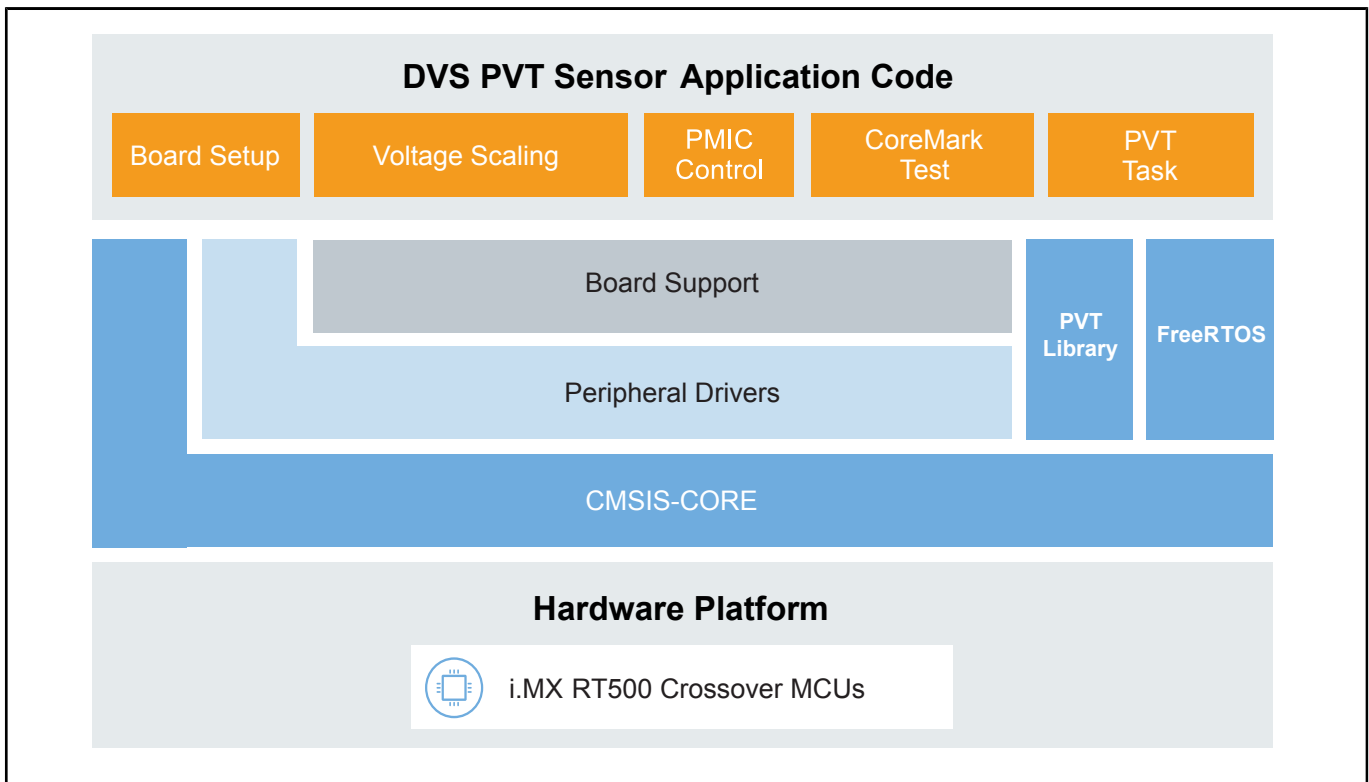 DVS PVT Sensor Application Code
Board Setup
Voltage Scaling
PMIC
Control
CoreMark
Test
PVT
Task
Board Support
PVT
Library
FreeRTOS
Peripheral Drivers
CMSIS-CORE
Hardware Platform
i.MX RT500 Crossover MCUs